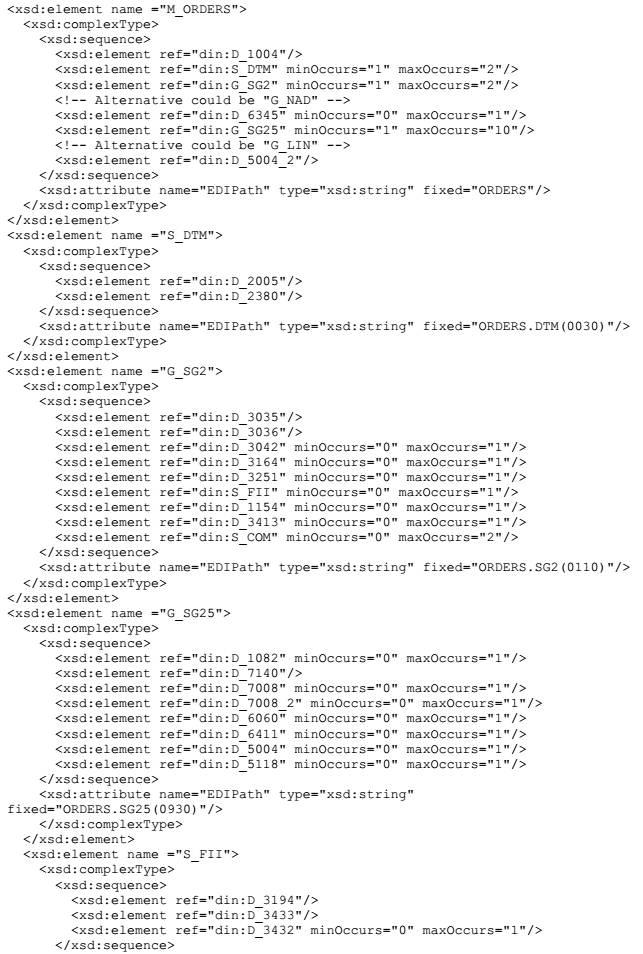 <xsd:element name ="M_ORDERS">
  <xsd:complexType>
    <xsd:sequence>
      <xsd:element ref="din:D_1004"/>
      <xsd:element ref="din:S_DTM" minOccurs="1" maxOccurs="2"/>
      <xsd:element ref="din:G_SG2" minOccurs="1" maxOccurs="2"/>
      <!-- Alternative could be "G_NAD" -->
      <xsd:element ref="din:D_6345" minOccurs="0" maxOccurs="1"/>
      <xsd:element ref="din:G_SG25" minOccurs="1" maxOccurs="10"/>
      <!-- Alternative could be "G_LIN" -->
      <xsd:element ref="din:D_5004_2"/>
    </xsd:sequence>
    <xsd:attribute name="EDIPath" type="xsd:string" fixed="ORDERS"/>
  </xsd:complexType>
</xsd:element>
<xsd:element name ="S_DTM">
  <xsd:complexType>
    <xsd:sequence>
      <xsd:element ref="din:D_2005"/>
      <xsd:element ref="din:D_2380"/>
    </xsd:sequence>
    <xsd:attribute name="EDIPath" type="xsd:string" fixed="ORDERS.DTM(0030)"/>
  </xsd:complexType>
</xsd:element>
<xsd:element name ="G_SG2">
  <xsd:complexType>
    <xsd:sequence>
      <xsd:element ref="din:D_3035"/>
      <xsd:element ref="din:D_3036"/>
      <xsd:element ref="din:D_3042" minOccurs="0" maxOccurs="1"/>
      <xsd:element ref="din:D_3164" minOccurs="0" maxOccurs="1"/>
      <xsd:element ref="din:D_3251" minOccurs="0" maxOccurs="1"/>
      <xsd:element ref="din:S_FII" minOccurs="0" maxOccurs="1"/>
      <xsd:element ref="din:D_1154" minOccurs="0" maxOccurs="1"/>
      <xsd:element ref="din:D_3413" minOccurs="0" maxOccurs="1"/>
      <xsd:element ref="din:S_COM" minOccurs="0" maxOccurs="2"/>
    </xsd:sequence>
    <xsd:attribute name="EDIPath" type="xsd:string" fixed="ORDERS.SG2(0110)"/>
  </xsd:complexType>
</xsd:element>
<xsd:element name ="G_SG25">
  <xsd:complexType>
    <xsd:sequence>
      <xsd:element ref="din:D_1082" minOccurs="0" maxOccurs="1"/>
      <xsd:element ref="din:D_7140"/>
      <xsd:element ref="din:D_7008" minOccurs="0" maxOccurs="1"/>
      <xsd:element ref="din:D_7008_2" minOccurs="0" maxOccurs="1"/>
      <xsd:element ref="din:D_6060" minOccurs="0" maxOccurs="1"/>
      <xsd:element ref="din:D_6411" minOccurs="0" maxOccurs="1"/>
      <xsd:element ref="din:D_5004" minOccurs="0" maxOccurs="1"/>
      <xsd:element ref="din:D_5118" minOccurs="0" maxOccurs="1"/>
    </xsd:sequence>
    <xsd:attribute name="EDIPath" type="xsd:string"
fixed="ORDERS.SG25(0930)"/>
    </xsd:complexType>
  </xsd:element>
  <xsd:element name ="S_FII">
    <xsd:complexType>
      <xsd:sequence>
        <xsd:element ref="din:D_3194"/>
        <xsd:element ref="din:D_3433"/>
        <xsd:element ref="din:D_3432" minOccurs="0" maxOccurs="1"/>
      </xsd:sequence>